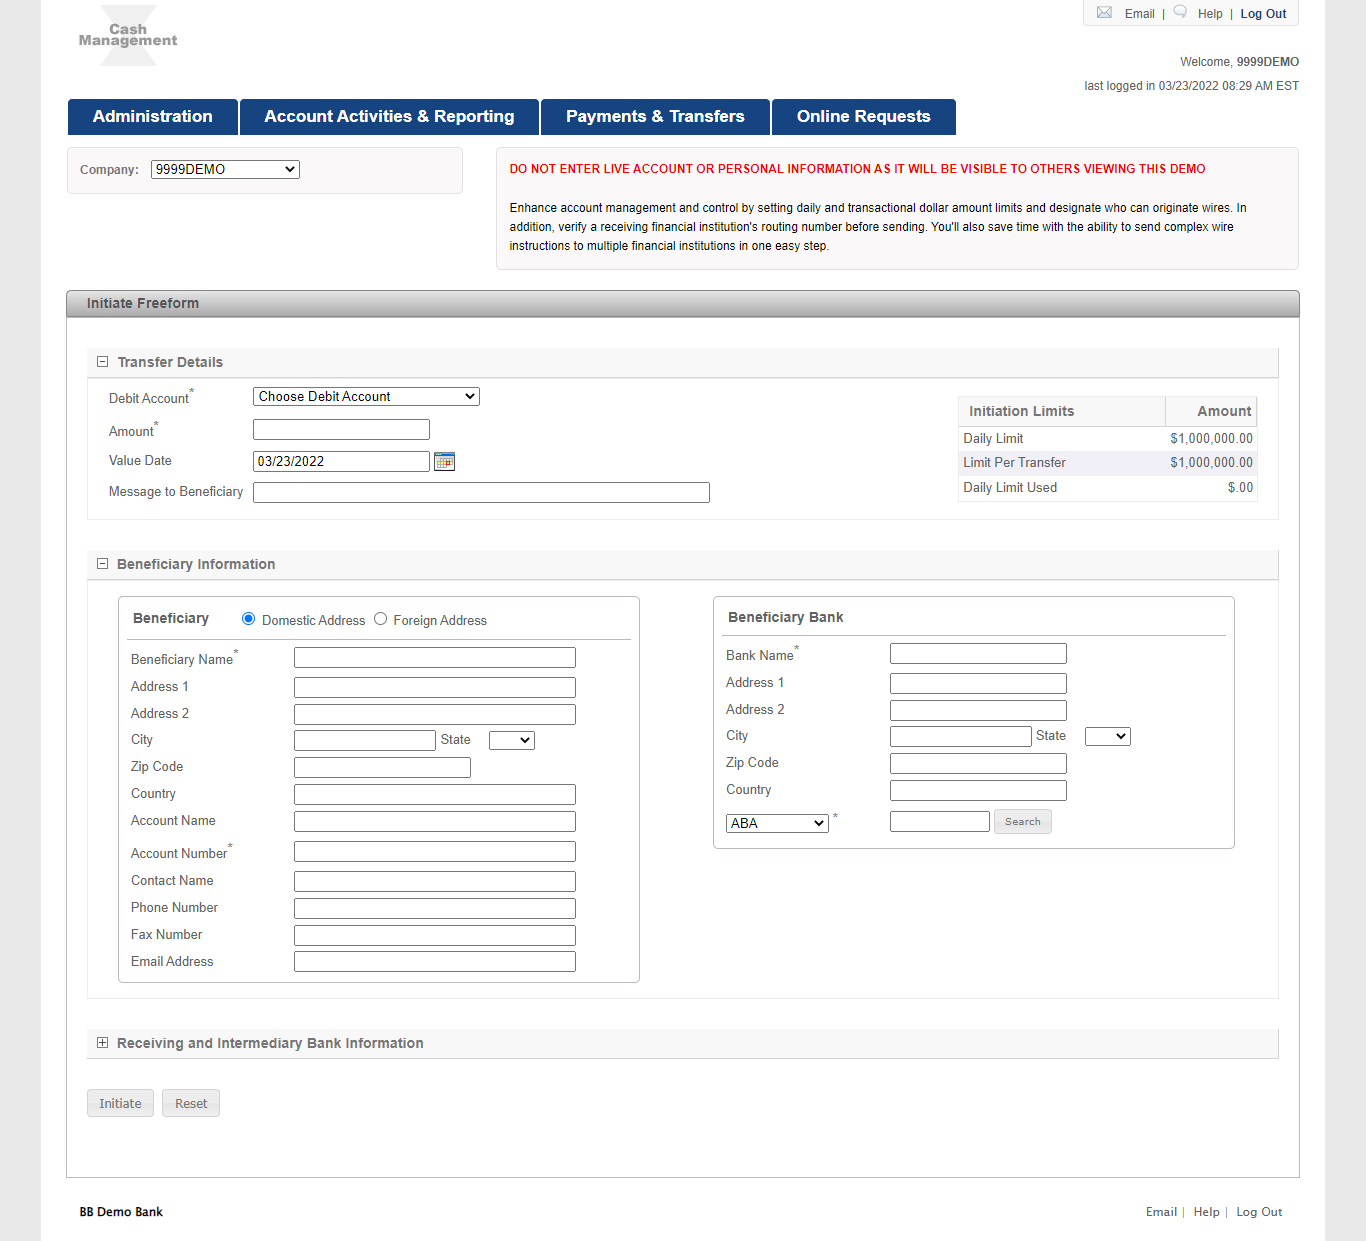 Cash
Management
Email | Help | Log Out
Welcome, 9999DEMO
last logged in 03/23/2022 08:29 AM EST
Administration Account Activities & Reporting Payments & Transfers Online Requests
Company: 9999DEMO
DO NOT ENTER LIVE ACCOUNT OR PERSONAL INFORMATION AS IT WILL BE VISIBLE TO OTHERS VIEWING THIS DEMO
Enhance account management and control by setting daily and transactional dollar amount limits and designate who can originate wires. In
addition, verify a receiving financial institution's routing number before sending. You'll also save time with the ability to send complex wire
instructions to multiple financial institutions in one easy step.
Initiate Freeform
Transfer Details
Debit Account* Choose Debit Account
Amount*
Value Date 03/23/2022
Message to Beneficiary
Initiation Limits Amount
Daily Limit $1,000,000.00
Limit Per Transfer $1,000,000.00
Daily Limit Used $.00
Beneficiary Information
Beneficiary Domestic Address Foreign Address
Beneficiary Name*
Address 1
Address 2
City State
Zip Code
Country
Account Name
Account Number*
Contact Name
Phone Number
Fax Number
Email Address
Beneficiary Bank
Bank Name*
Address 1
Address 2
City State
Zip Code
Country
ABA * Search
Receiving and Intermediary Bank Information
Initiate Reset
BB Demo Bank
Email | Help | Log Out